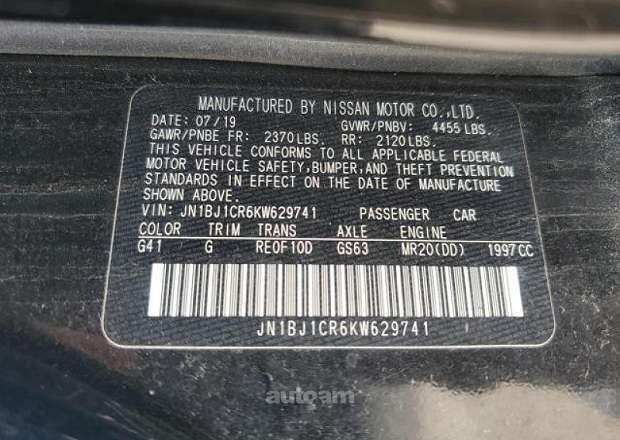 MANUFACTURED BY NISSAN MOTOR CO.,LTD.
DATE: 07/19 GVWR/PNBV: 4455 LBS.
GAWR/PNBE FR: 2370LBS. RR: 2120LBS.
THIS VEHICLE CONFORMS TO ALL APPLICABLE FEDERAL
MOTOR VEHICLE SAFETY,BUMPER,AND THEFT PREVENTION
STANDARDS IN EFFECT ON THE DATE OF MANUFACTURE
SHOWN ABOVE.
VIN: JN1BJ1CR6KW629741 PASSENGER CAR
COLOR TRIM TRANS AXLE ENGINE
G41 G RE0F10D GS63 MR20(DD) 1997CC
JN1BJ1CR6KW629741
autoam